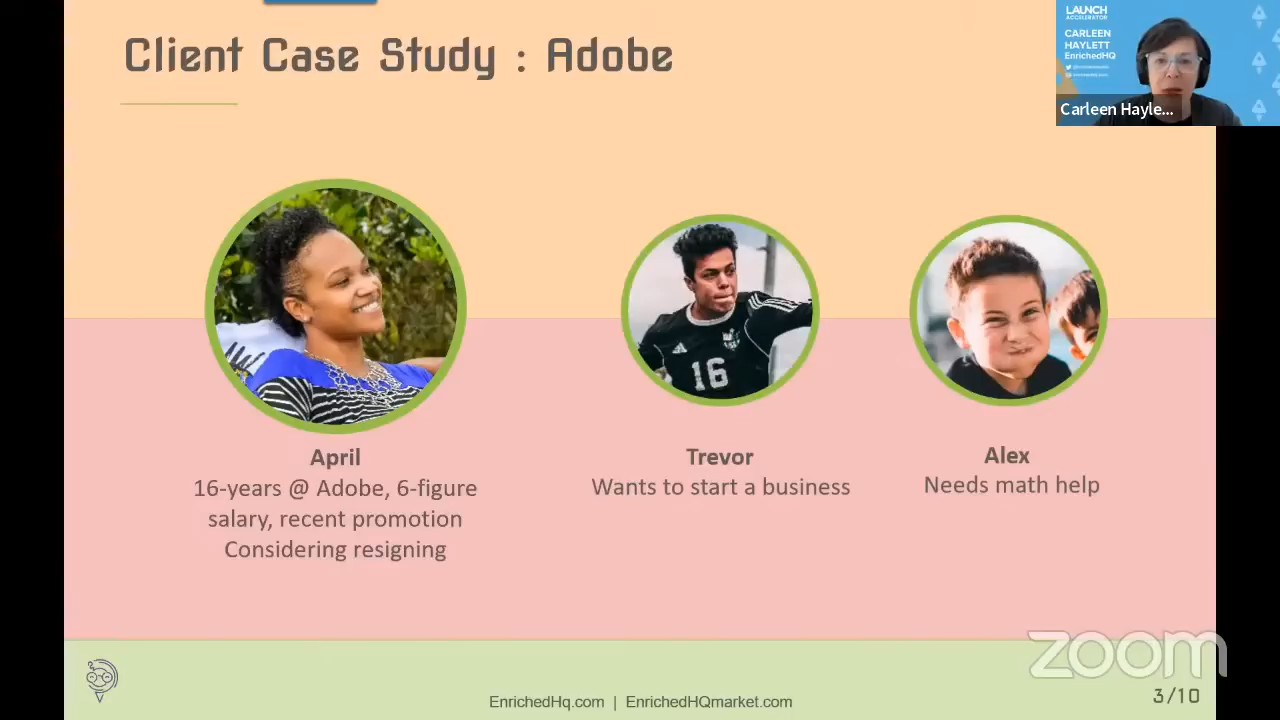 Client Case Study : Adobe
LAUNCH
ACCELERATOR
CARLEEN
HAYLETT
EnrichedHQ
Carleen Hayle...
16
April
16-years @ Adobe, 6-figure
salary, recent promotion
Considering resigning
Trevor
Wants to start a business
Alex
Needs math help
zoom
EnrichedHq.com | EnrichedHQmarket.com
3/10